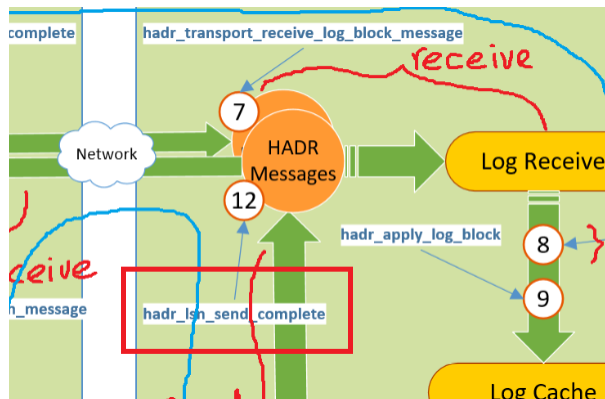 complete
hadr_transport_receive_log_block_message
receive
7
Network
HADR
Messages
Log Receive
12
hadr_apply_log_block
8
ceive
9
h_message
hadr_lsn_send_complete
Log Cache